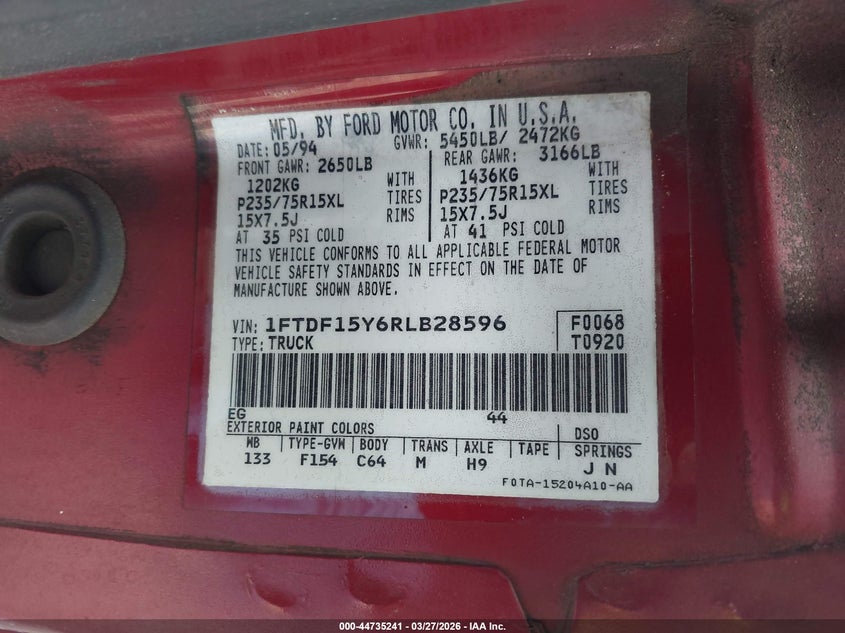 MFD. BY FORD MOTOR CO. IN U.S.A.
DATE: 05/94 GVWR: 5450LB/ 2472KG
FRONT GAWR: 2650LB REAR GAWR: 3166LB
1202KG WITH 1436KG WITH
P235/75R15XL TIRES P235/75R15XL TIRES
15X7.5J RIMS 15X7.5J RIMS
AT 35 PSI COLD AT 41 PSI COLD
THIS VEHICLE CONFORMS TO ALL APPLICABLE FEDERAL MOTOR
VEHICLE SAFETY STANDARDS IN EFFECT ON THE DATE OF
MANUFACTURE SHOWN ABOVE.
VIN: 1FTDF15Y6RLB28596 F0068
TYPE: TRUCK T0920
EG 44
EXTERIOR PAINT COLORS DSO
WB TYPE-GVW BODY TRANS AXLE TAPE SPRINGS
133 F154 C64 M H9 J N
F0TA-15204A10-AA
000-44735241 | 03/27/2026 | IAA Inc.